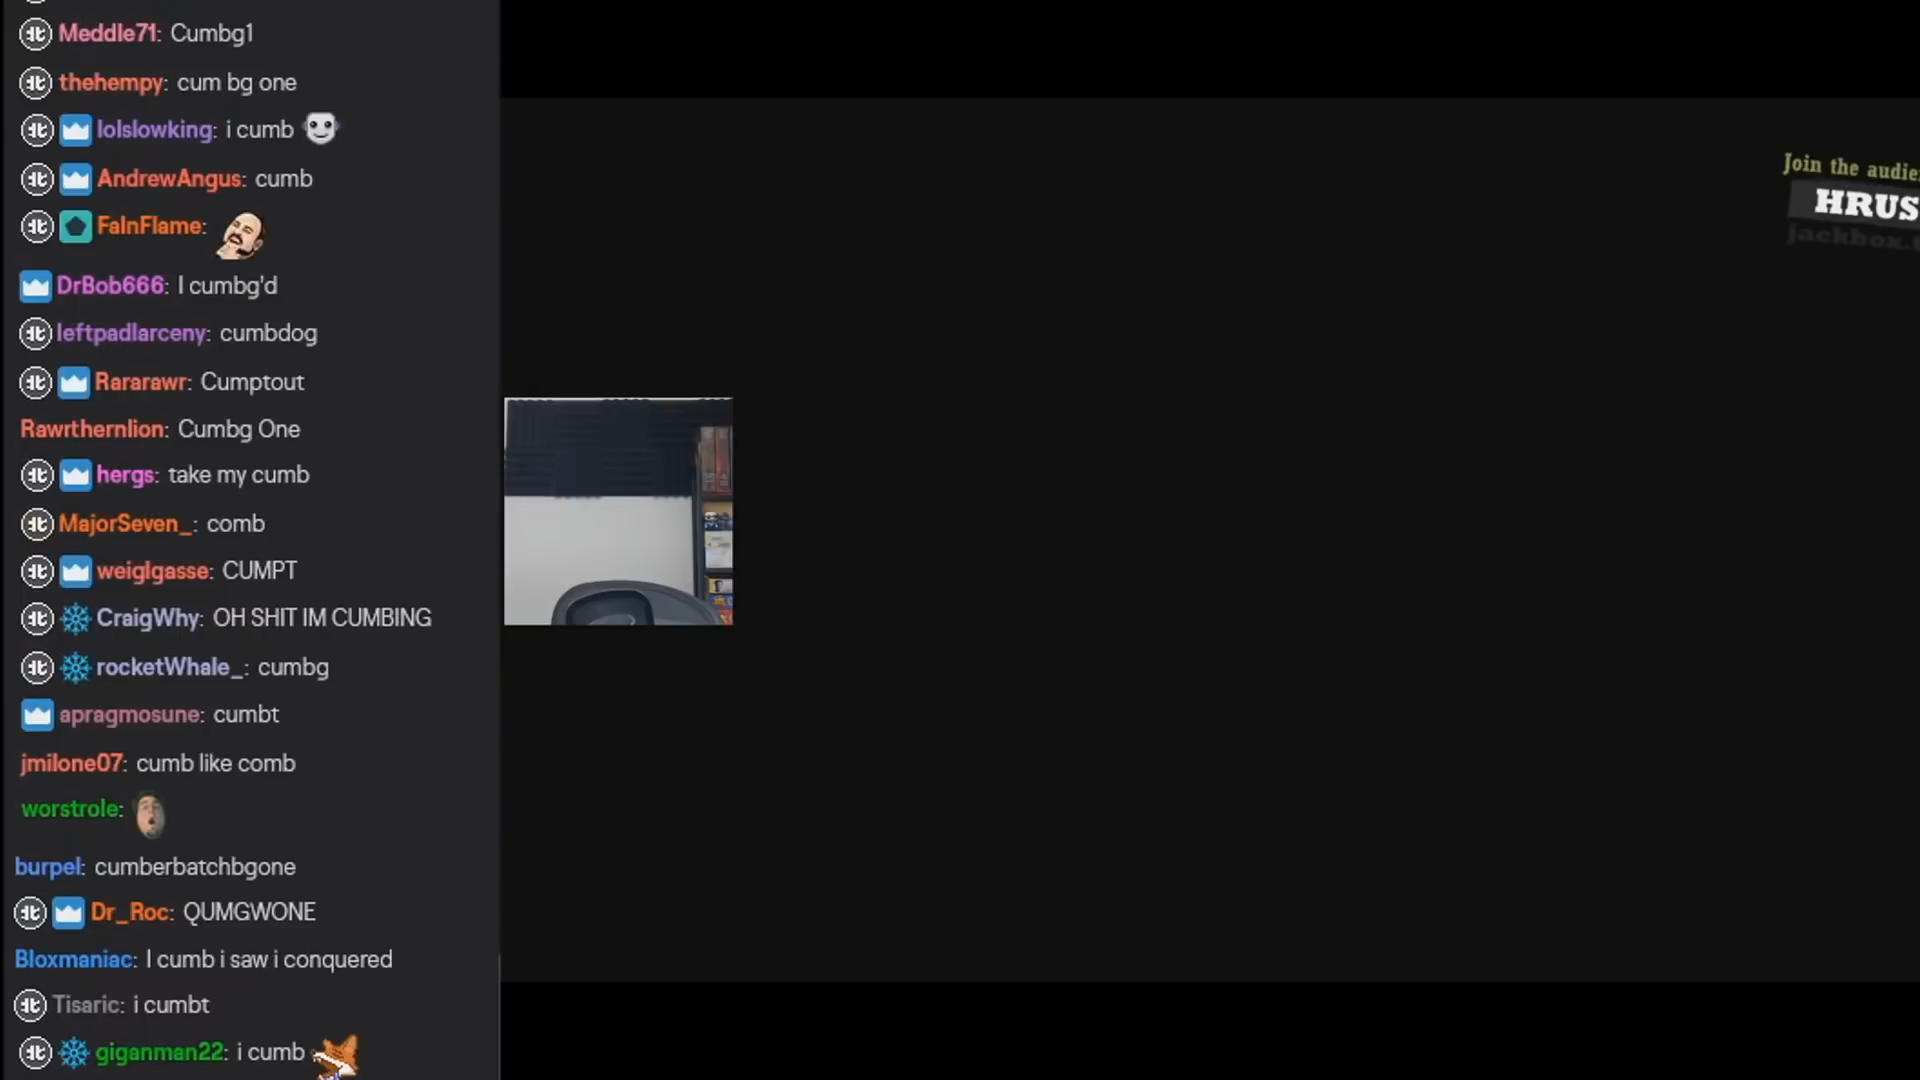 Meddle71: Cumbg1
thehempy: cum bg one
lolslowking: i cumb
AndrewAngus: cumb
FalnFlame:
DrBob666: I cumbg'd
leftpadlarceny: cumbdog
Rararawr: Cumptout
Rawrthernlion: Cumbg One
hergs: take my cumb
MajorSeven_: comb
weiglgasse: CUMPT
CraigWhy: OH SHIT IM CUMBING
rocketWhale_: cumbg
apragmosune: cumbt
jmilone07: cumb like comb
worstrole:
burpel: cumberbatchbgone
Dr_Roc: QUMGWONE
Bloxmaniac: I cumb i saw i conquered
Tisaric: i cumbt
giganman22: i cumb
Join the audie
HRUS
jackbox.